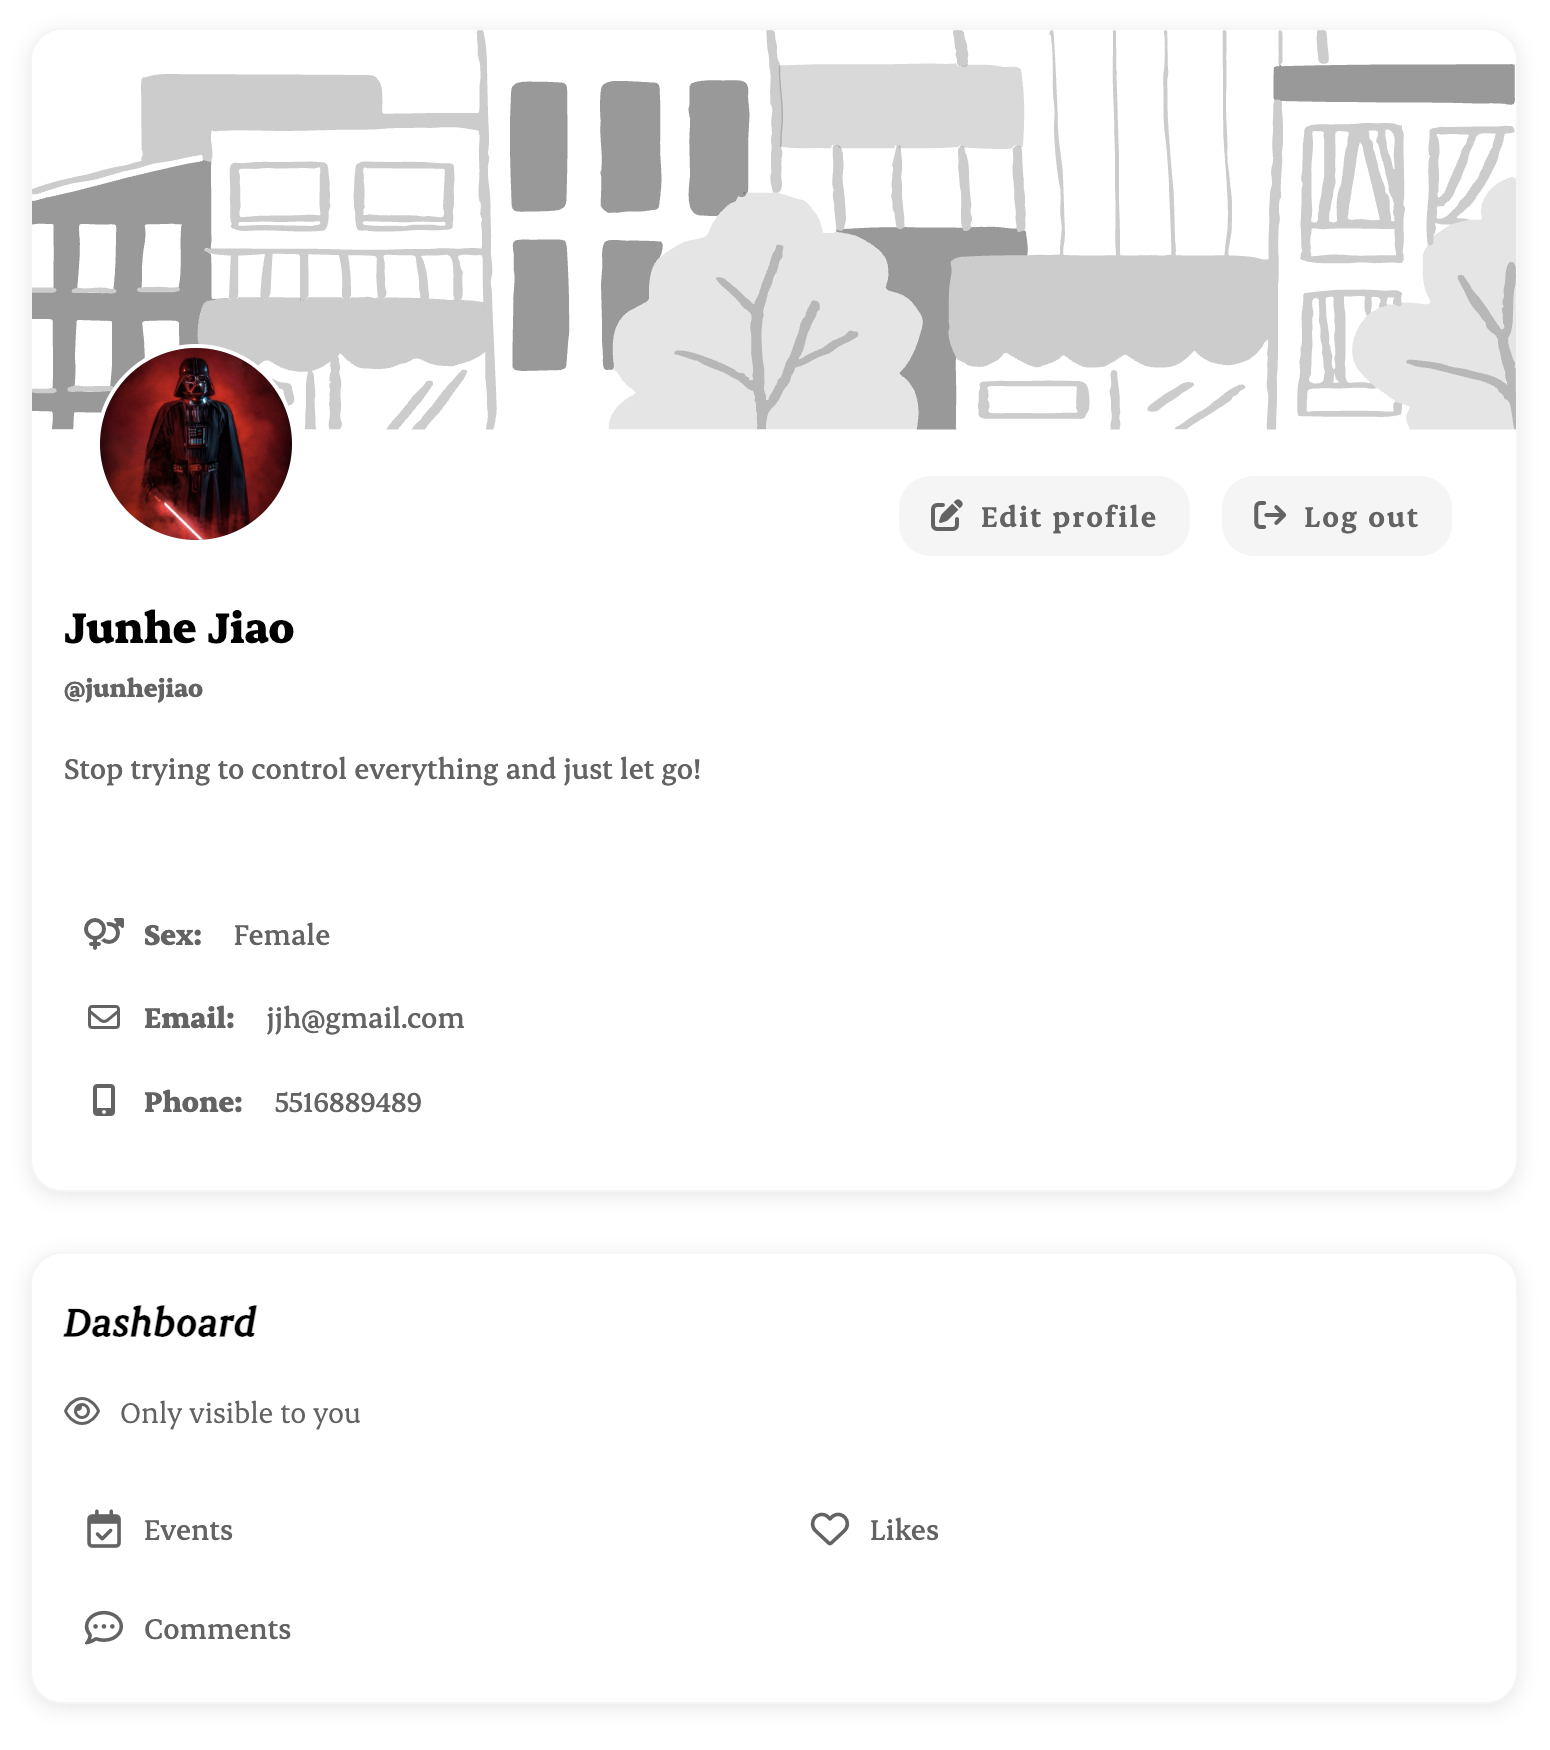 Edit profile
Log out
Junhe Jiao
@junhejiao
Stop trying to control everything and just let go!
Sex: Female
Email: jjh@gmail.com
Phone: 5516889489
Dashboard
Only visible to you
Events
Likes
Comments